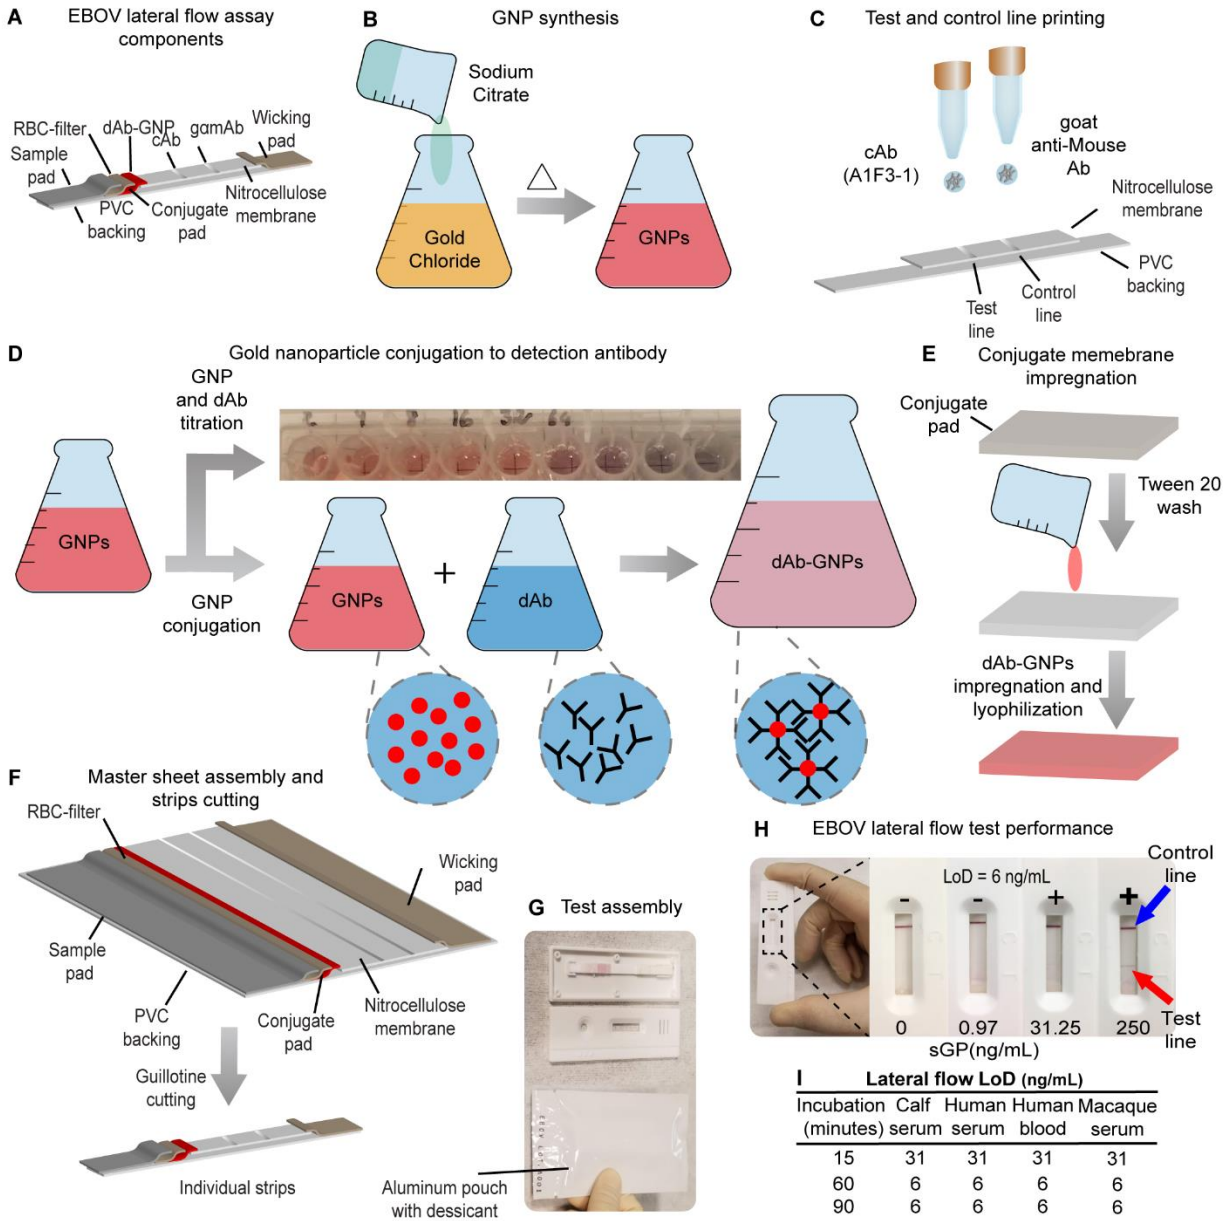 A
EBOV lateral flow assay
components
RBC-filter
dAb-GNP
cAb
gαmAb
Wicking
pad
Sample
pad
PVC
backing
Conjugate
pad
Nitrocellulose
membrane
B
GNP synthesis
Sodium
Citrate
Gold
Chloride
GNPs
C
Test and control line printing
cAb
(A1F3-1)
goat
anti-Mouse
Ab
Nitrocellulose
membrane
PVC
backing
Control
line
Test
line
D
Gold nanoparticle conjugation to detection antibody
GNP
and dAb
titration
GNPs
GNP
conjugation
GNPs
+
dAb
dAb-GNPs
E
Conjugate memebrane
impregnation
Conjugate
pad
Tween 20
wash
dAb-GNPs
impregnation and
lyophilization
F
Master sheet assembly and
strips cutting
RBC-filter
Wicking
pad
Sample
pad
PVC
backing
Conjugate
pad
Nitrocellulose
membrane
Guillotine
cutting
Individual strips
G
Test assembly
Aluminum pouch
with dessicant
H
EBOV lateral flow test performance
Control
line
LoD = 6 ng/mL
- - + +
0 0.97 31.25 250
sGP(ng/mL)
Test
line
I
Lateral flow LoD (ng/mL)
Incubation Calf Human Human Macaque
(minutes) serum serum blood serum
15 31 31 31 31
60 6 6 6 6
90 6 6 6 6